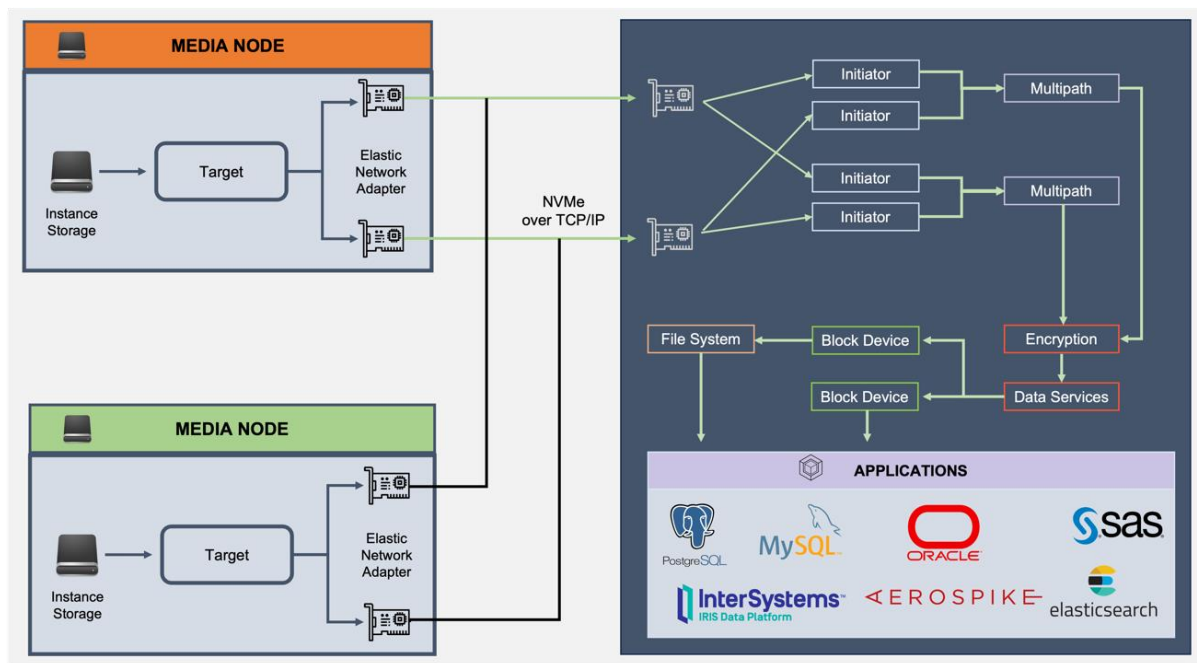 MEDIA NODE
Target
Instance
Storage
Elastic
Network
Adapter
NVMe
over TCP/IP
Initiator
Initiator
Initiator
Initiator
Multipath
Multipath
File System
Block Device
Encryption
Block Device
Data Services
MEDIA NODE
Target
Instance
Storage
Elastic
Network
Adapter
APPLICATIONS
PostgreSQL
MySQL™
ORACLE
sas
InterSystems™
IRIS Data Platform
AEROSPIKE
elasticsearch